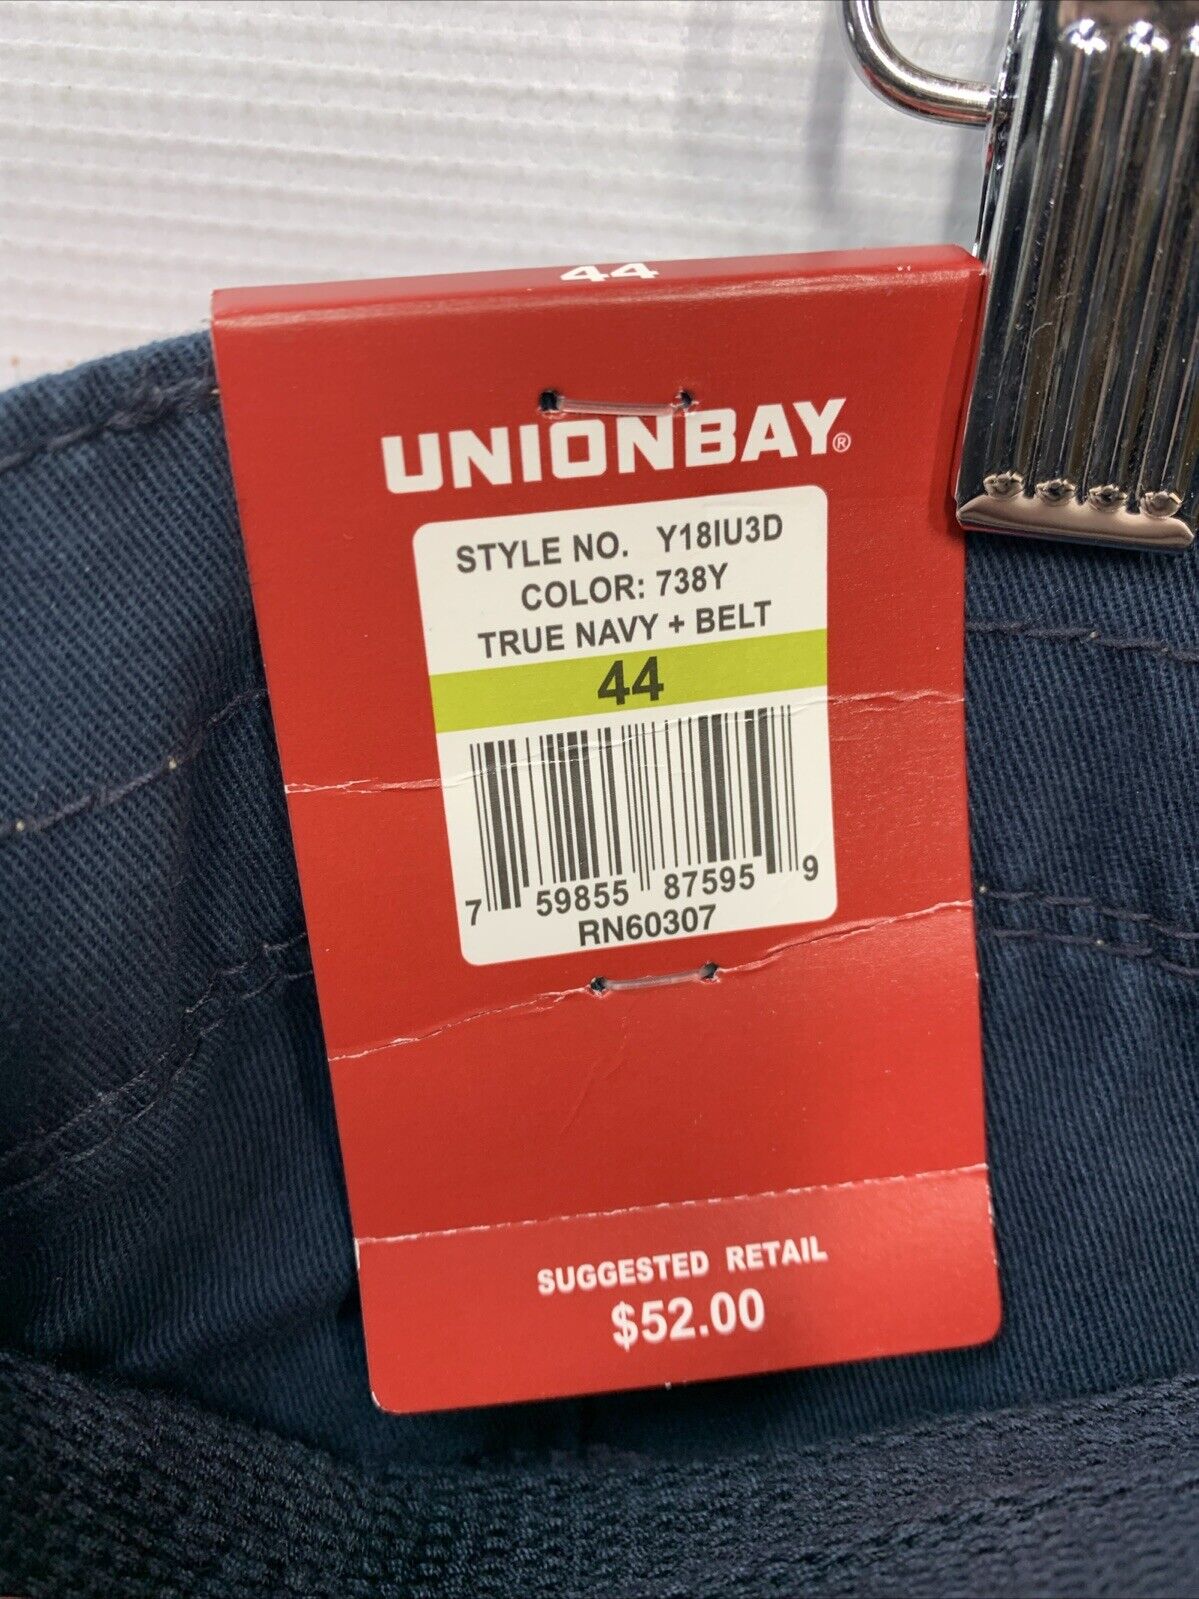 44
UNIONBAY®
STYLE NO. Y18IU3D
COLOR: 738Y
TRUE NAVY + BELT
44
7 59855 87595 9
RN60307
SUGGESTED RETAIL
$52.00